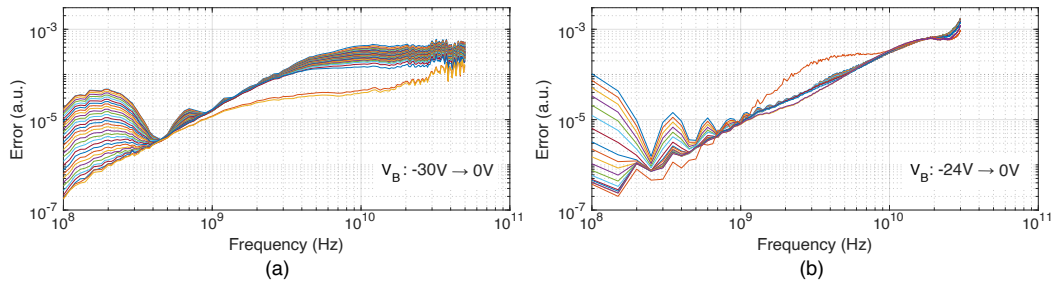 10^-3
10^-5
10^-7
Error (a.u.)
V_B: -30V → 0V
10^8
10^9
10^10
10^11
Frequency (Hz)
(a)
10^-3
10^-5
10^-7
Error (a.u.)
V_B: -24V → 0V
10^8
10^9
10^10
10^11
Frequency (Hz)
(b)